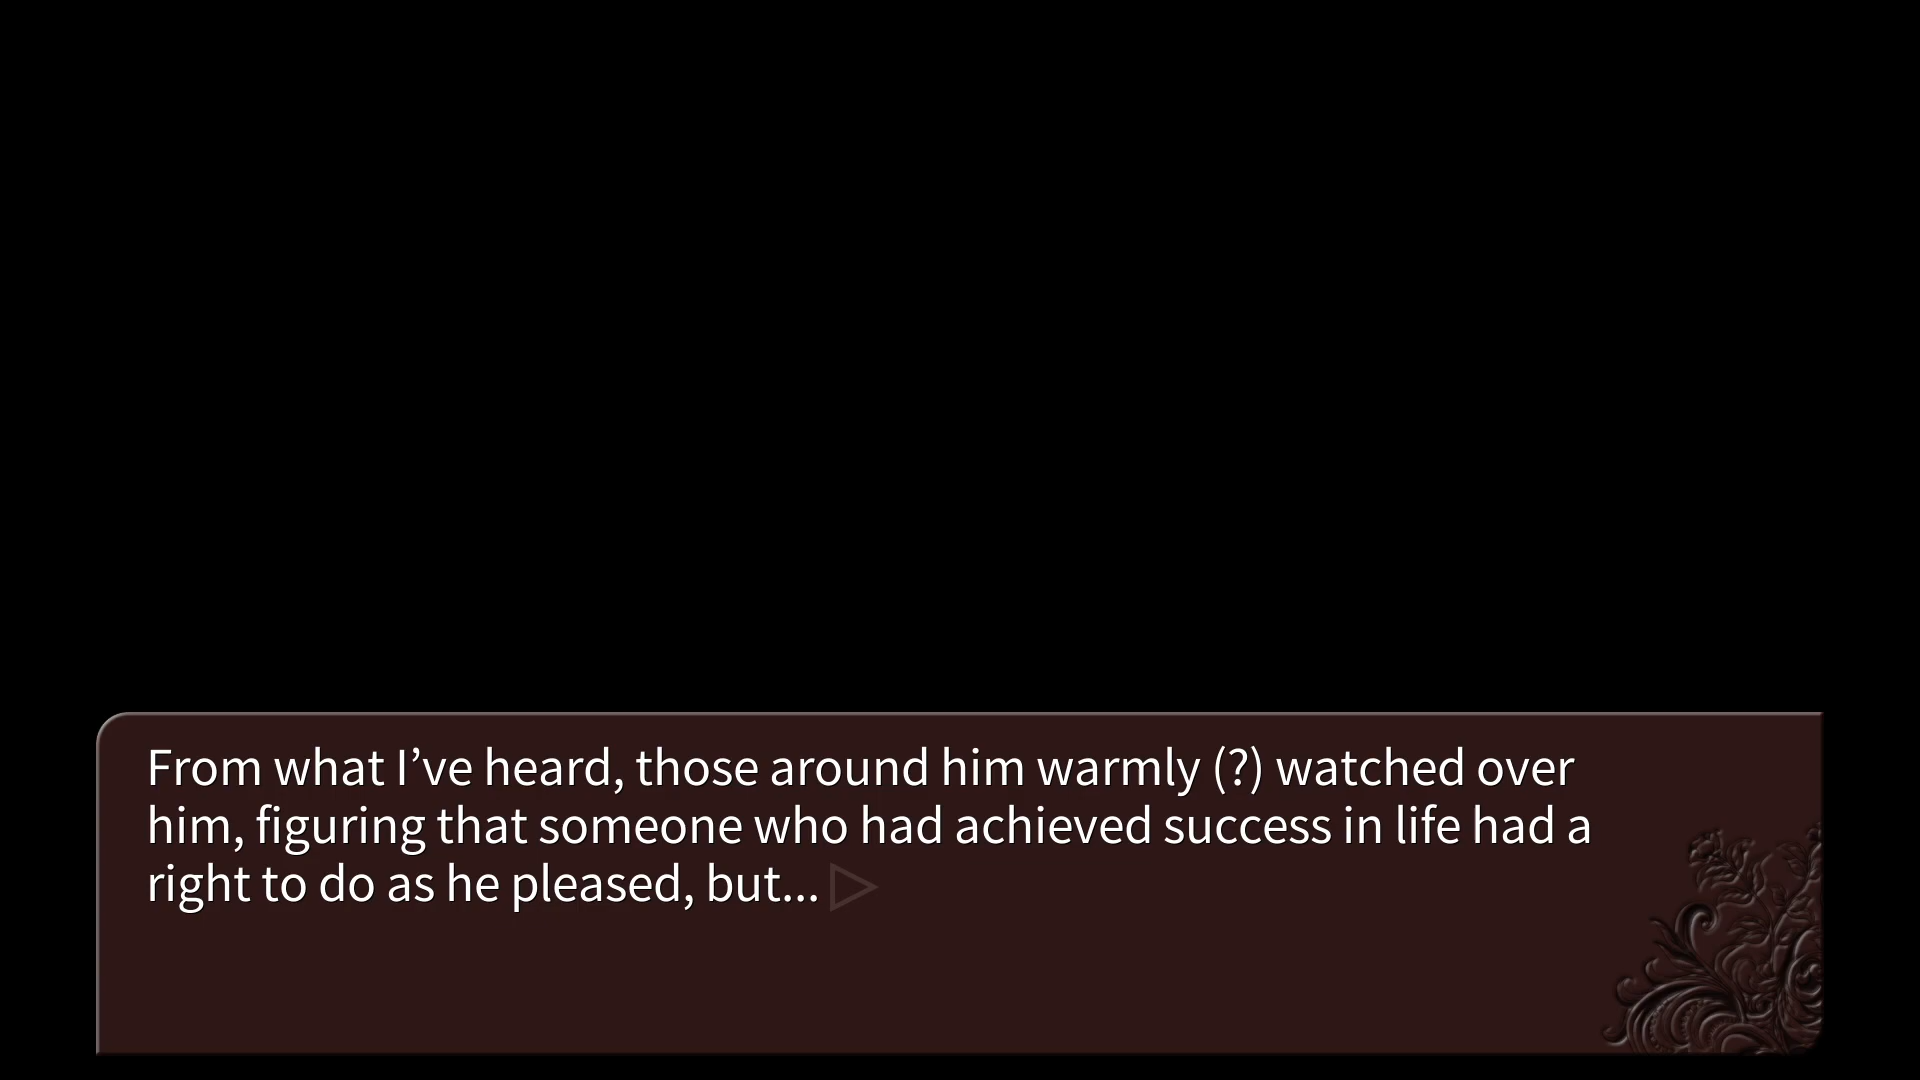 From what I’ve heard, those around him warmly (?) watched over
him, figuring that someone who had achieved success in life had a
right to do as he pleased, but...